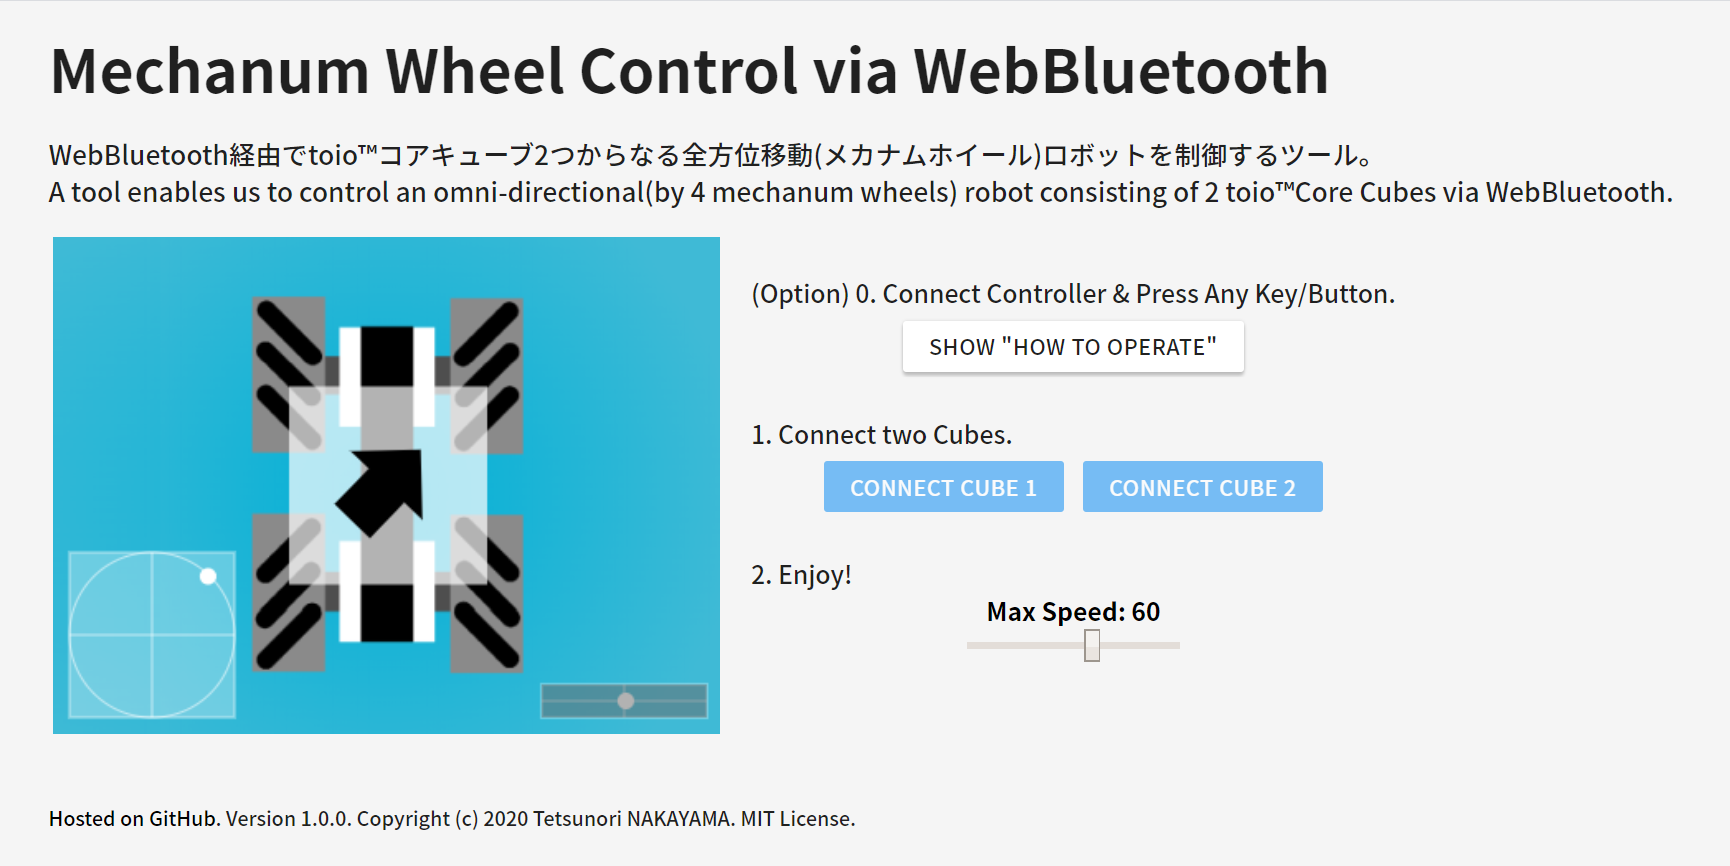 Mechanum Wheel Control via WebBluetooth
WebBluetooth経由でtoio™コアキューブ2つからなる全方位移動(メカナムホイール)ロボットを制御するツール。
A tool enables us to control an omni-directional(by 4 mechanum wheels) robot consisting of 2 toio™Core Cubes via WebBluetooth.
(Option) 0. Connect Controller & Press Any Key/Button.
SHOW "HOW TO OPERATE"
1. Connect two Cubes.
CONNECT CUBE 1 CONNECT CUBE 2
2. Enjoy!
Max Speed: 60
Hosted on GitHub. Version 1.0.0. Copyright (c) 2020 Tetsunori NAKAYAMA. MIT License.